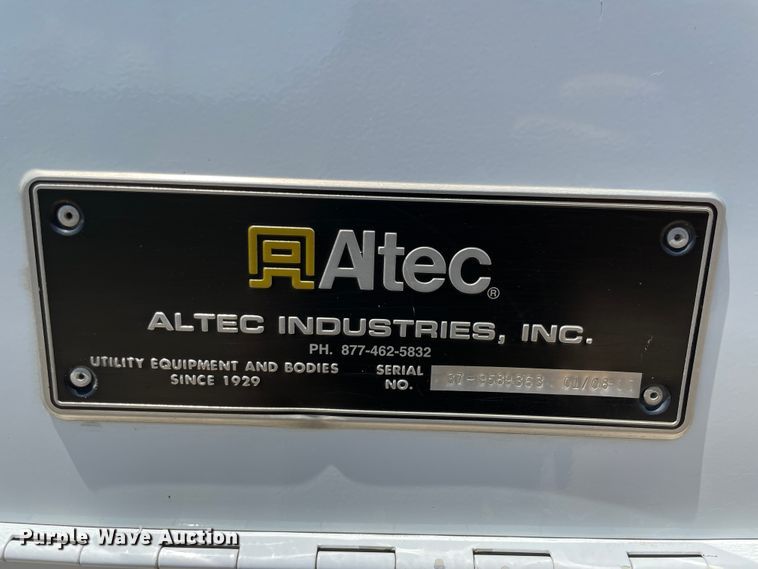 Altec®
ALTEC INDUSTRIES, INC.
PH. 877-462-5832
UTILITY EQUIPMENT AND BODIES
SINCE 1929
SERIAL
NO.
Purple Wave Auction